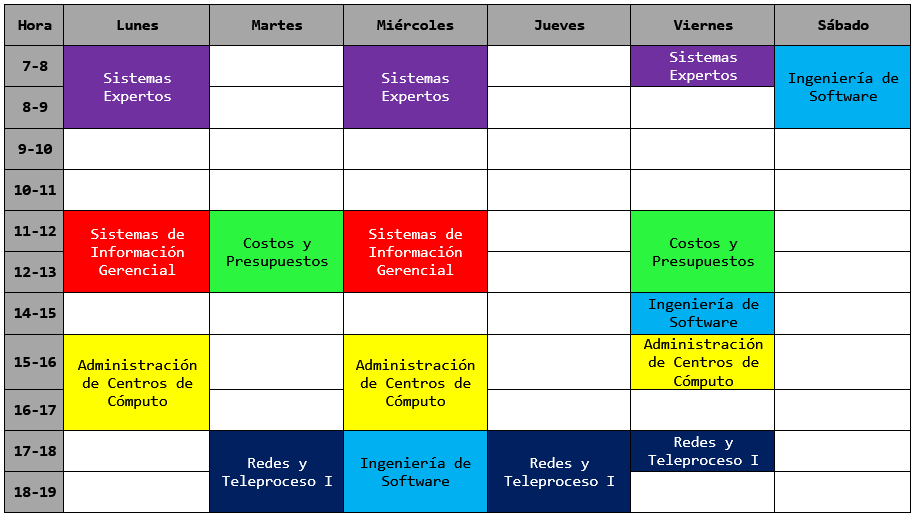 Hora Lunes Martes Miércoles Jueves Viernes Sábado
7-8
Sistemas
Expertos
Sistemas
Expertos
Sistemas
Expertos
Ingeniería de
Software
8-9
9-10
10-11
11-12
Sistemas de
Información
Gerencial
Costos y
Presupuestos
Sistemas de
Información
Gerencial
Costos y
Presupuestos
12-13
14-15
Ingeniería de
Software
15-16
Administración
de Centros de
Cómputo
Administración
de Centros de
Cómputo
Administración
de Centros de
Cómputo
16-17
17-18
Redes y
Teleproceso I
Ingeniería de
Software
Redes y
Teleproceso I
Redes y
Teleproceso I
18-19